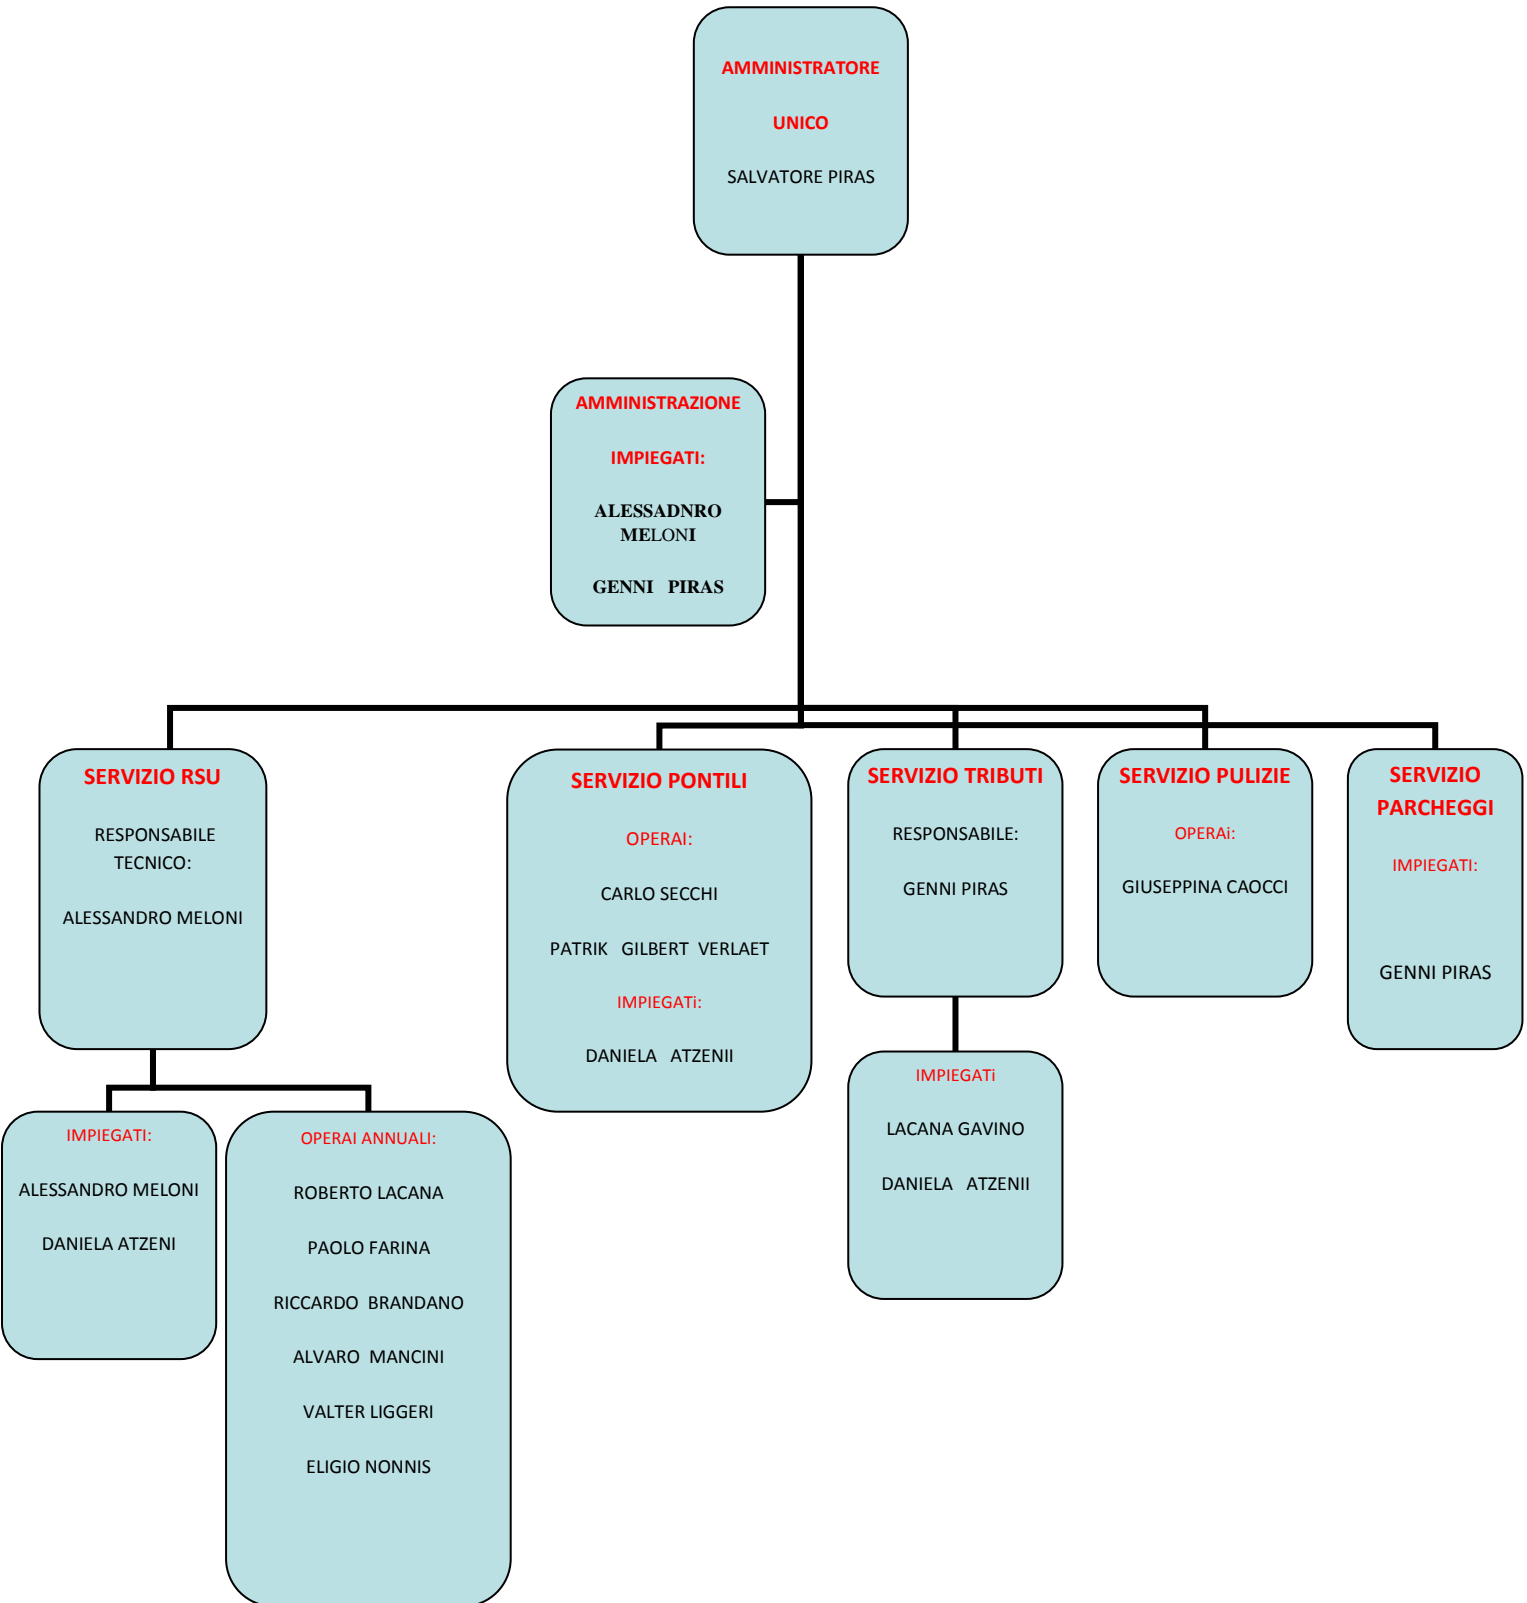 AMMINISTRATORE
UNICO
SALVATORE PIRAS
AMMINISTRAZIONE
IMPIEGATI:
ALESSADNRO
MELONI
GENNI PIRAS
SERVIZIO RSU
RESPONSABILE
TECNICO:
ALESSANDRO MELONI
SERVIZIO PONTILI
OPERAI:
CARLO SECCHI
PATRIK GILBERT VERLAET
IMPIEGATi:
DANIELA ATZENII
SERVIZIO TRIBUTI
RESPONSABILE:
GENNI PIRAS
SERVIZIO PULIZIE
OPERAi:
GIUSEPPINA CAOCCI
SERVIZIO
PARCHEGGI
IMPIEGATI:
GENNI PIRAS
IMPIEGATI:
ALESSANDRO MELONI
DANIELA ATZENI
OPERAI ANNUALI:
ROBERTO LACANA
PAOLO FARINA
RICCARDO BRANDANO
ALVARO MANCINI
VALTER LIGGERI
ELIGIO NONNIS
IMPIEGATi
LACANA GAVINO
DANIELA ATZENII